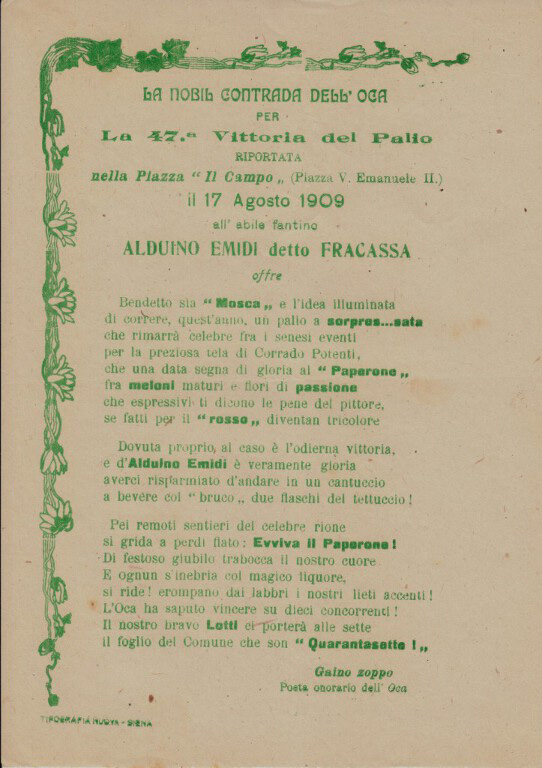 LA NOBIL CONTRADA DELL' OCA
PER
La 47.ª Vittoria del Palio
RIPORTATA
nella Piazza “ Il Campo „ (Piazza V. Emanuele II.)
il 17 Agosto 1909
all' abile fantino
ALDUINO EMIDI detto FRACASSA
offre
Bendetto sia “ Mosca „ e l'idea illuminata
di correre, quest'anno, un palio a sorpres...sata
che rimarrà celebre fra i senesi eventi
per la preziosa tela di Corrado Potenti,
che una data segna di gloria al “ Paperone „
fra meloni maturi e fiori di passione
che espressivi ti dicono le pene del pittore,
se fatti per il “ rosso „ diventan tricolore
Dovuta proprio, al caso è l'odierna vittoria,
e d'Alduino Emidi è veramente gloria
averci risparmiato d'andare in un cantuccio
a bevere col “ bruco „ due fiaschi del tettuccio !
Pei remoti sentieri del celebre rione
si grida a perdi fiato : Evviva il Paperone !
Di festoso giubilo trabocca il nostro cuore
E ognun s'inebria col magico liquore,
si ride ! erompano dai labbri i nostri lieti accenti !
L'Oca ha saputo vincere su dieci concorrenti !
Il nostro bravo Lotti ci porterà alle sette
il foglio del Comune che son “ Quarantasette ! „
Gaino zoppo
Poeta onorario dell' Oca
TIPOGRAFIA NUOVA - SIENA